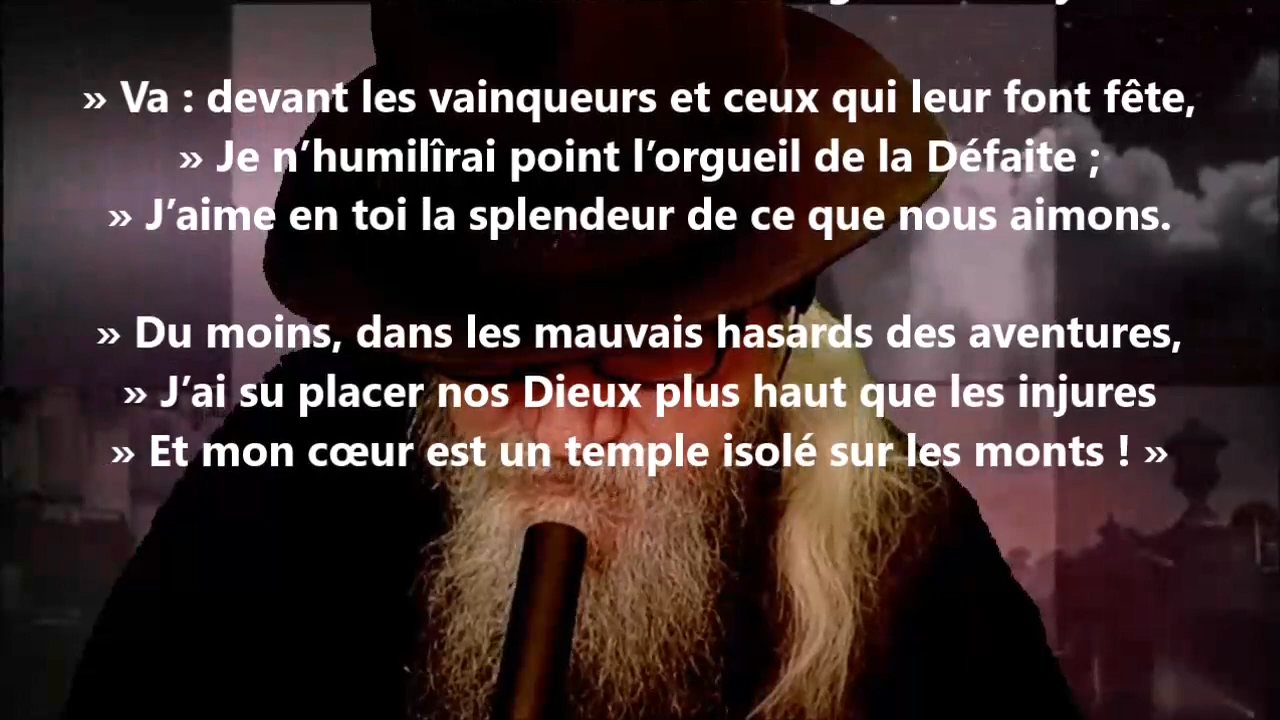 » Va : devant les vainqueurs et ceux qui leur font fête,
» Je n’humilîrai point l’orgueil de la Défaite ;
» J’aime en toi la splendeur de ce que nous aimons.
» Du moins, dans les mauvais hasards des aventures,
» J’ai su placer nos Dieux plus haut que les injures
» Et mon cœur est un temple isolé sur les monts ! »